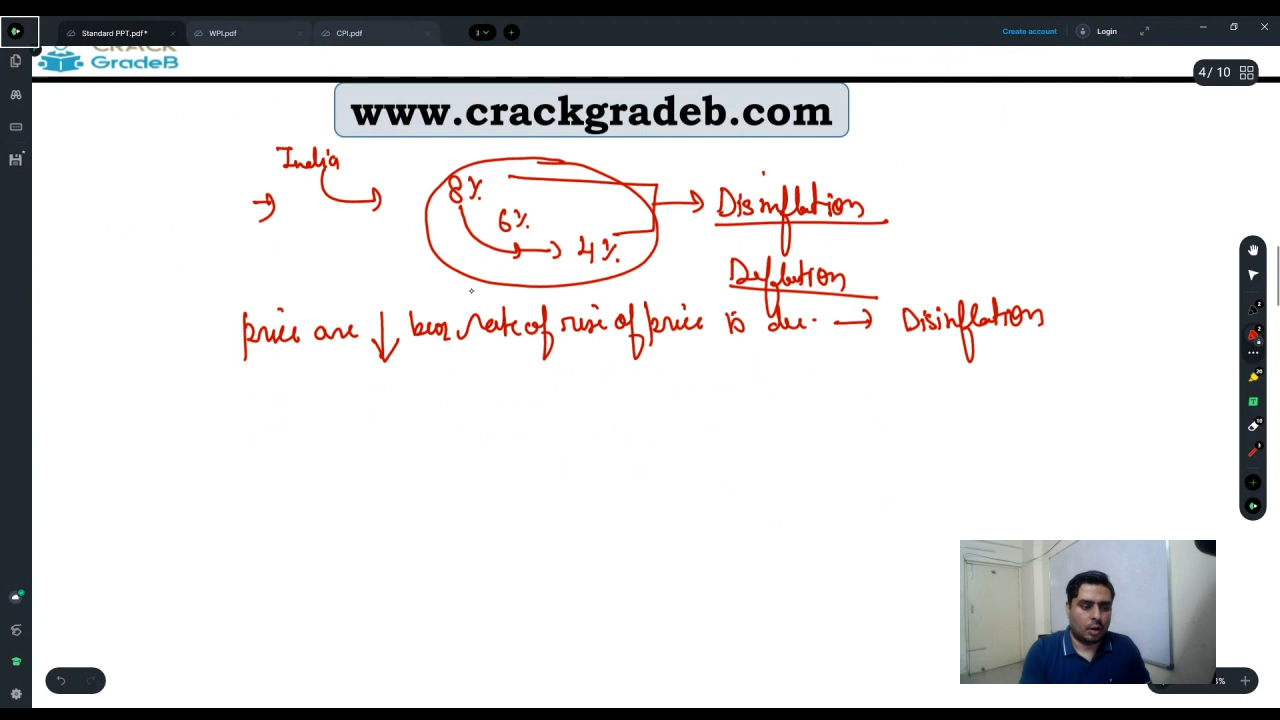 Standard PPT.pdf*
WPI.pdf
CPI.pdf
3
Create account
Login
CRACK
GradeB
4/ 10
www.crackgradeb.com
India
8%
6%
4%
Disinflation
Deflation
price are ↓ bcoz rate of rise of price is dec. → Disinflation